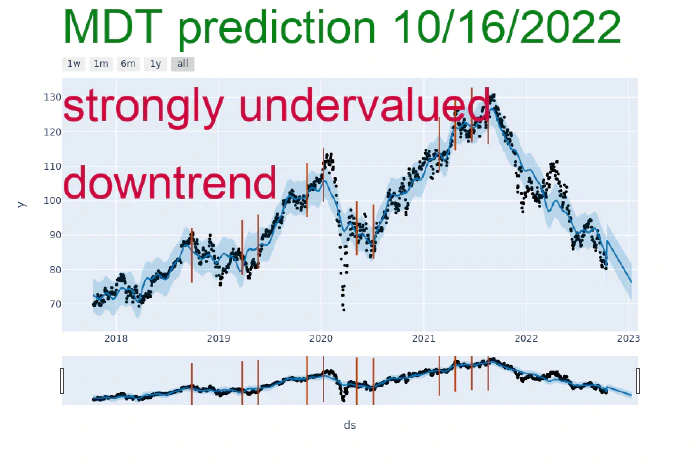 MDT prediction 10/16/2022
1w 1m 6m 1y all
strongly undervalued
downtrend
130
120
110
100
90
80
70
y
2018 2019 2020 2021 2022 2023
ds